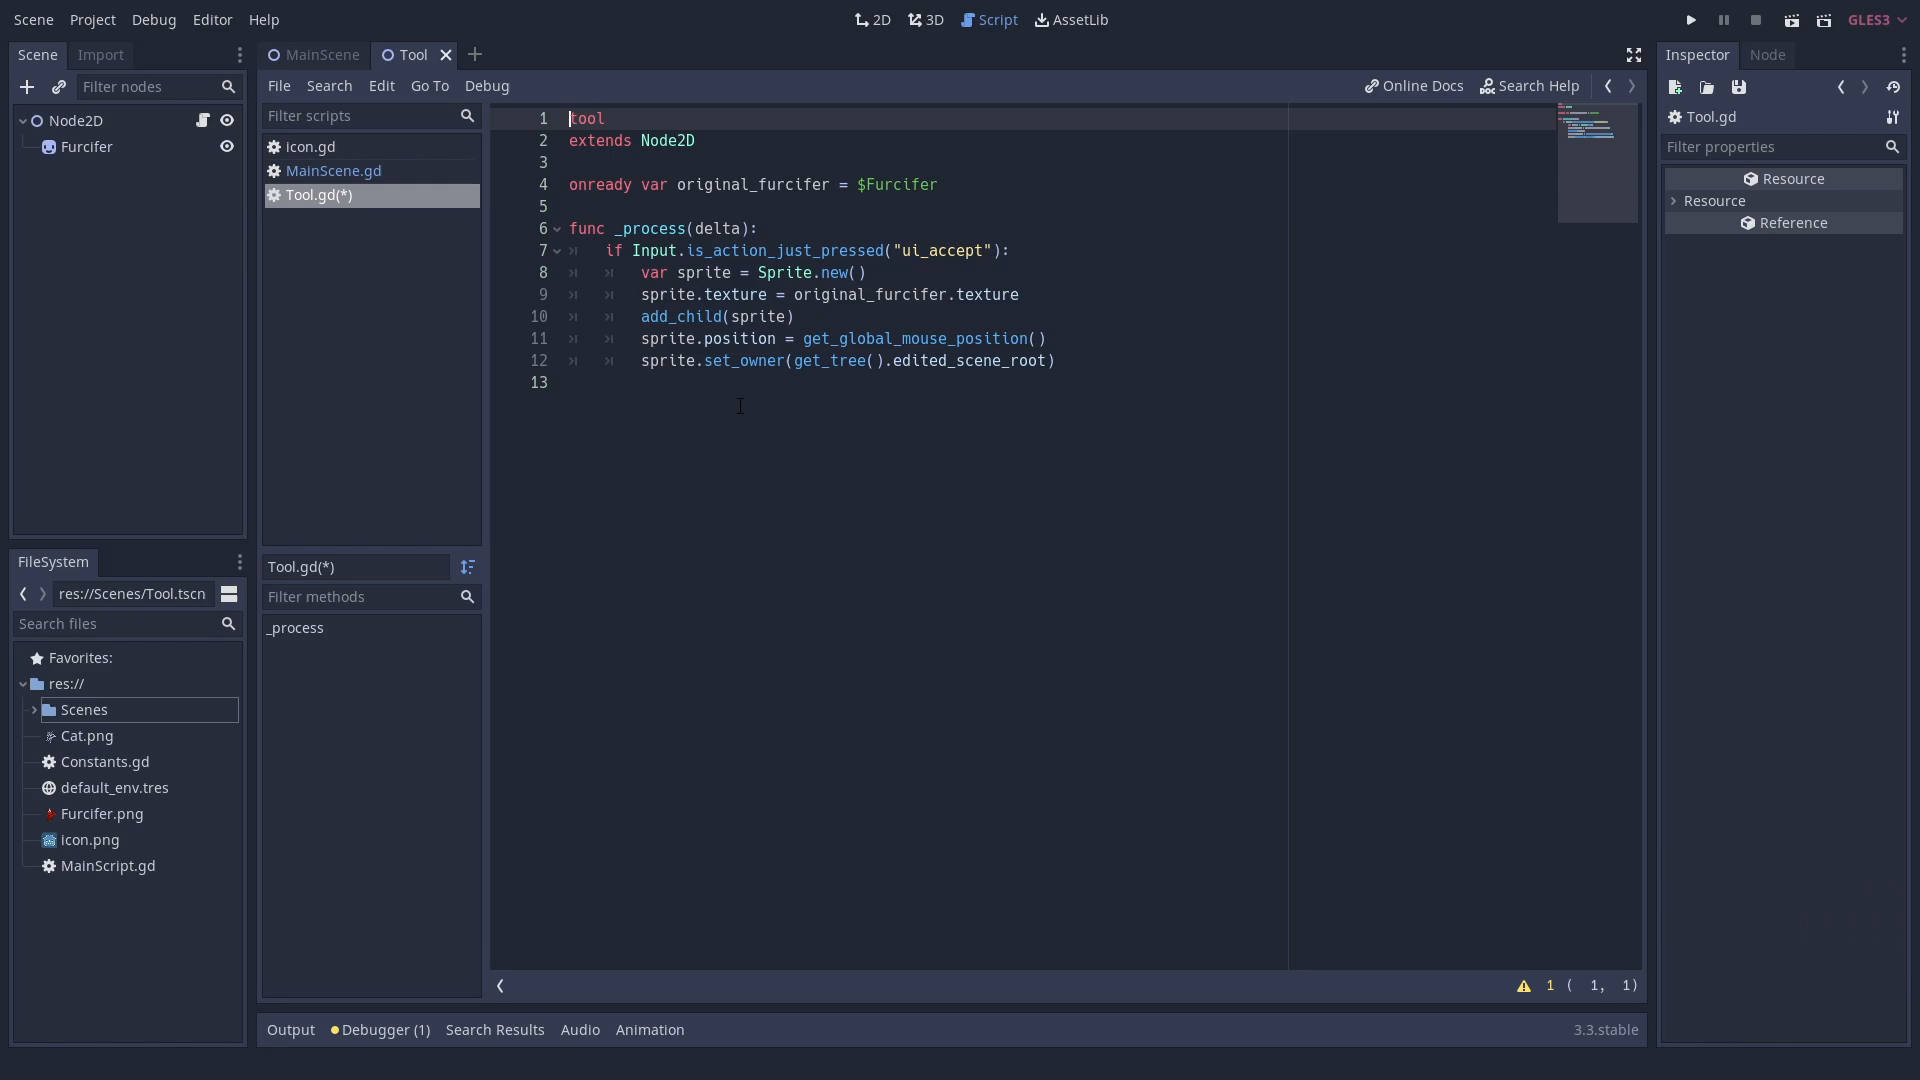 Scene Project Debug Editor Help
2D 3D Script AssetLib
GLES3
Scene Import
Filter nodes
Node2D
Furcifer
FileSystem
res://Scenes/Tool.tscn
Search files
Favorites:
res://
Scenes
Cat.png
Constants.gd
default_env.tres
Furcifer.png
icon.png
MainScript.gd
MainScene Tool
File Search Edit Go To Debug
Online Docs Search Help
Filter scripts
icon.gd
MainScene.gd
Tool.gd(*)
Tool.gd(*)
Filter methods
_process
1 tool
2 extends Node2D
3
4 onready var original_furcifer = $Furcifer
5
6 func _process(delta):
7 if Input.is_action_just_pressed("ui_accept"):
8 var sprite = Sprite.new()
9 sprite.texture = original_furcifer.texture
10 add_child(sprite)
11 sprite.position = get_global_mouse_position()
12 sprite.set_owner(get_tree().edited_scene_root)
13
1 ( 1, 1)
Output Debugger (1) Search Results Audio Animation
3.3.stable
Inspector Node
Tool.gd
Filter properties
Resource
Resource
Reference